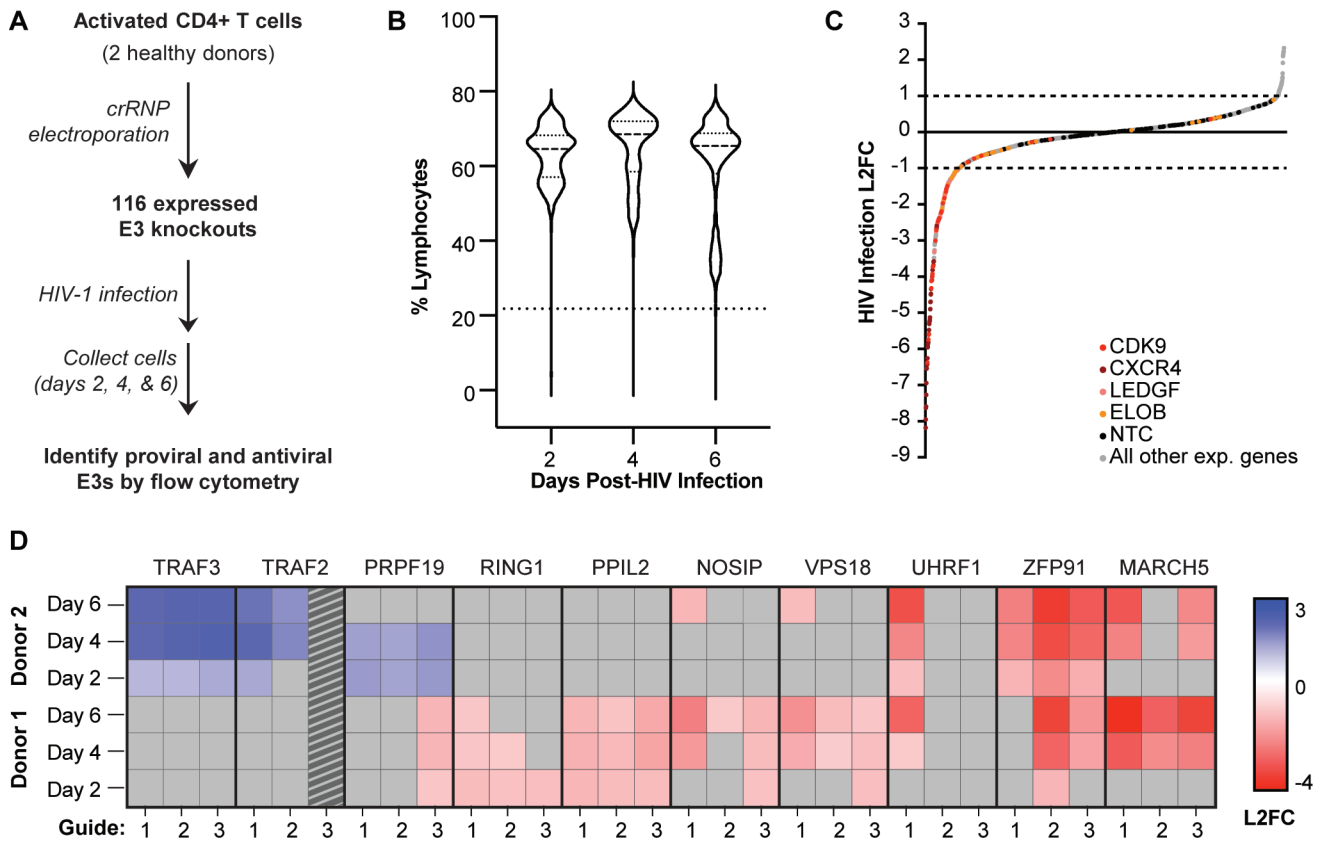 A
Activated CD4+ T cells
(2 healthy donors)
crRNP
electroporation
116 expressed
E3 knockouts
HIV-1 infection
Collect cells
(days 2, 4, & 6)
Identify proviral and antiviral
E3s by flow cytometry
B
% Lymphocytes
100
80
60
40
20
0
2 4 6
Days Post-HIV Infection
C
HIV Infection L2FC
3
2
1
0
-1
-2
-3
-4
-5
-6
-7
-8
-9
CDK9
CXCR4
LEDGF
ELOB
NTC
All other exp. genes
D
TRAF3 TRAF2 PRPF19 RING1 PPIL2 NOSIP VPS18 UHRF1 ZFP91 MARCH5
Donor 2
Day 6
Day 4
Day 2
Donor 1
Day 6
Day 4
Day 2
Guide: 1 2 3 1 2 3 1 2 3 1 2 3 1 2 3 1 2 3 1 2 3 1 2 3 1 2 3 1 2 3
3
0
-4
L2FC